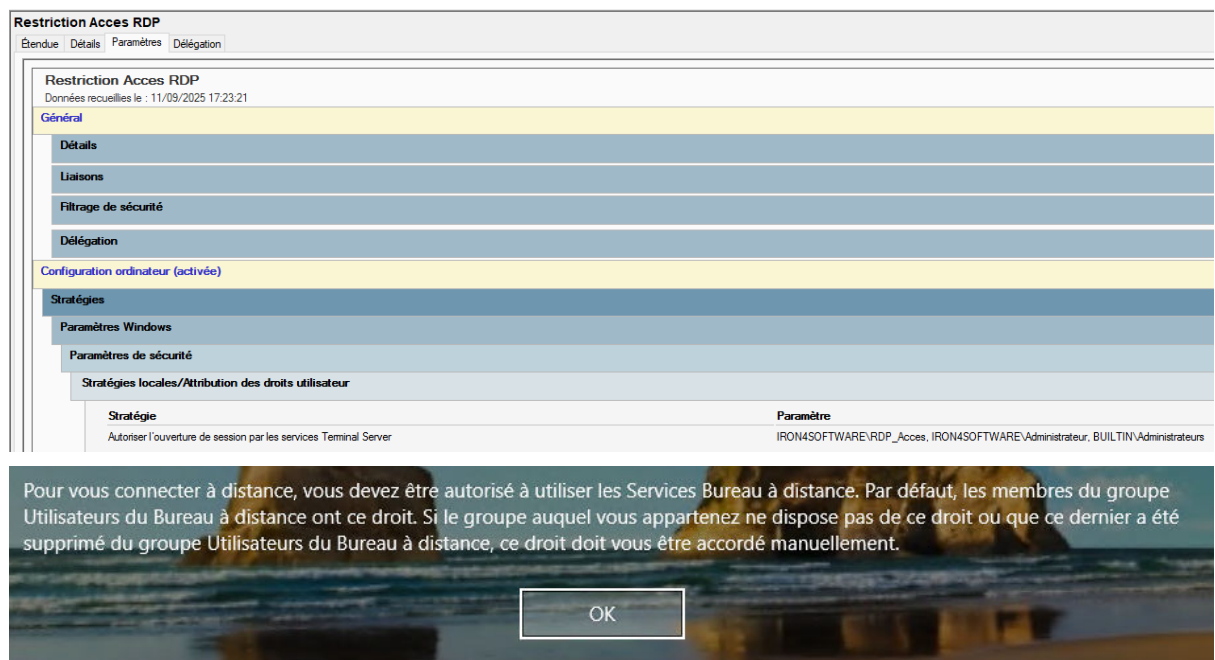 Restriction Acces RDP
Étendue Détails Paramètres Délégation
Restriction Acces RDP
Données recueillies le : 11/09/2025 17:23:21
Général
Détails
Liaisons
Filtrage de sécurité
Délégation
Configuration ordinateur (activée)
Stratégies
Paramètres Windows
Paramètres de sécurité
Stratégies locales/Attribution des droits utilisateur
Stratégie Paramètre
Autoriser l'ouverture de session par les services Terminal Server IRON4SOFTWARE\RDP_Acces, IRON4SOFTWARE\Administrateur, BUILTIN\Administrateurs
Pour vous connecter à distance, vous devez être autorisé à utiliser les Services Bureau à distance. Par défaut, les membres du groupe
Utilisateurs du Bureau à distance ont ce droit. Si le groupe auquel vous appartenez ne dispose pas de ce droit ou que ce dernier a été
supprimé du groupe Utilisateurs du Bureau à distance, ce droit doit vous être accordé manuellement.
OK